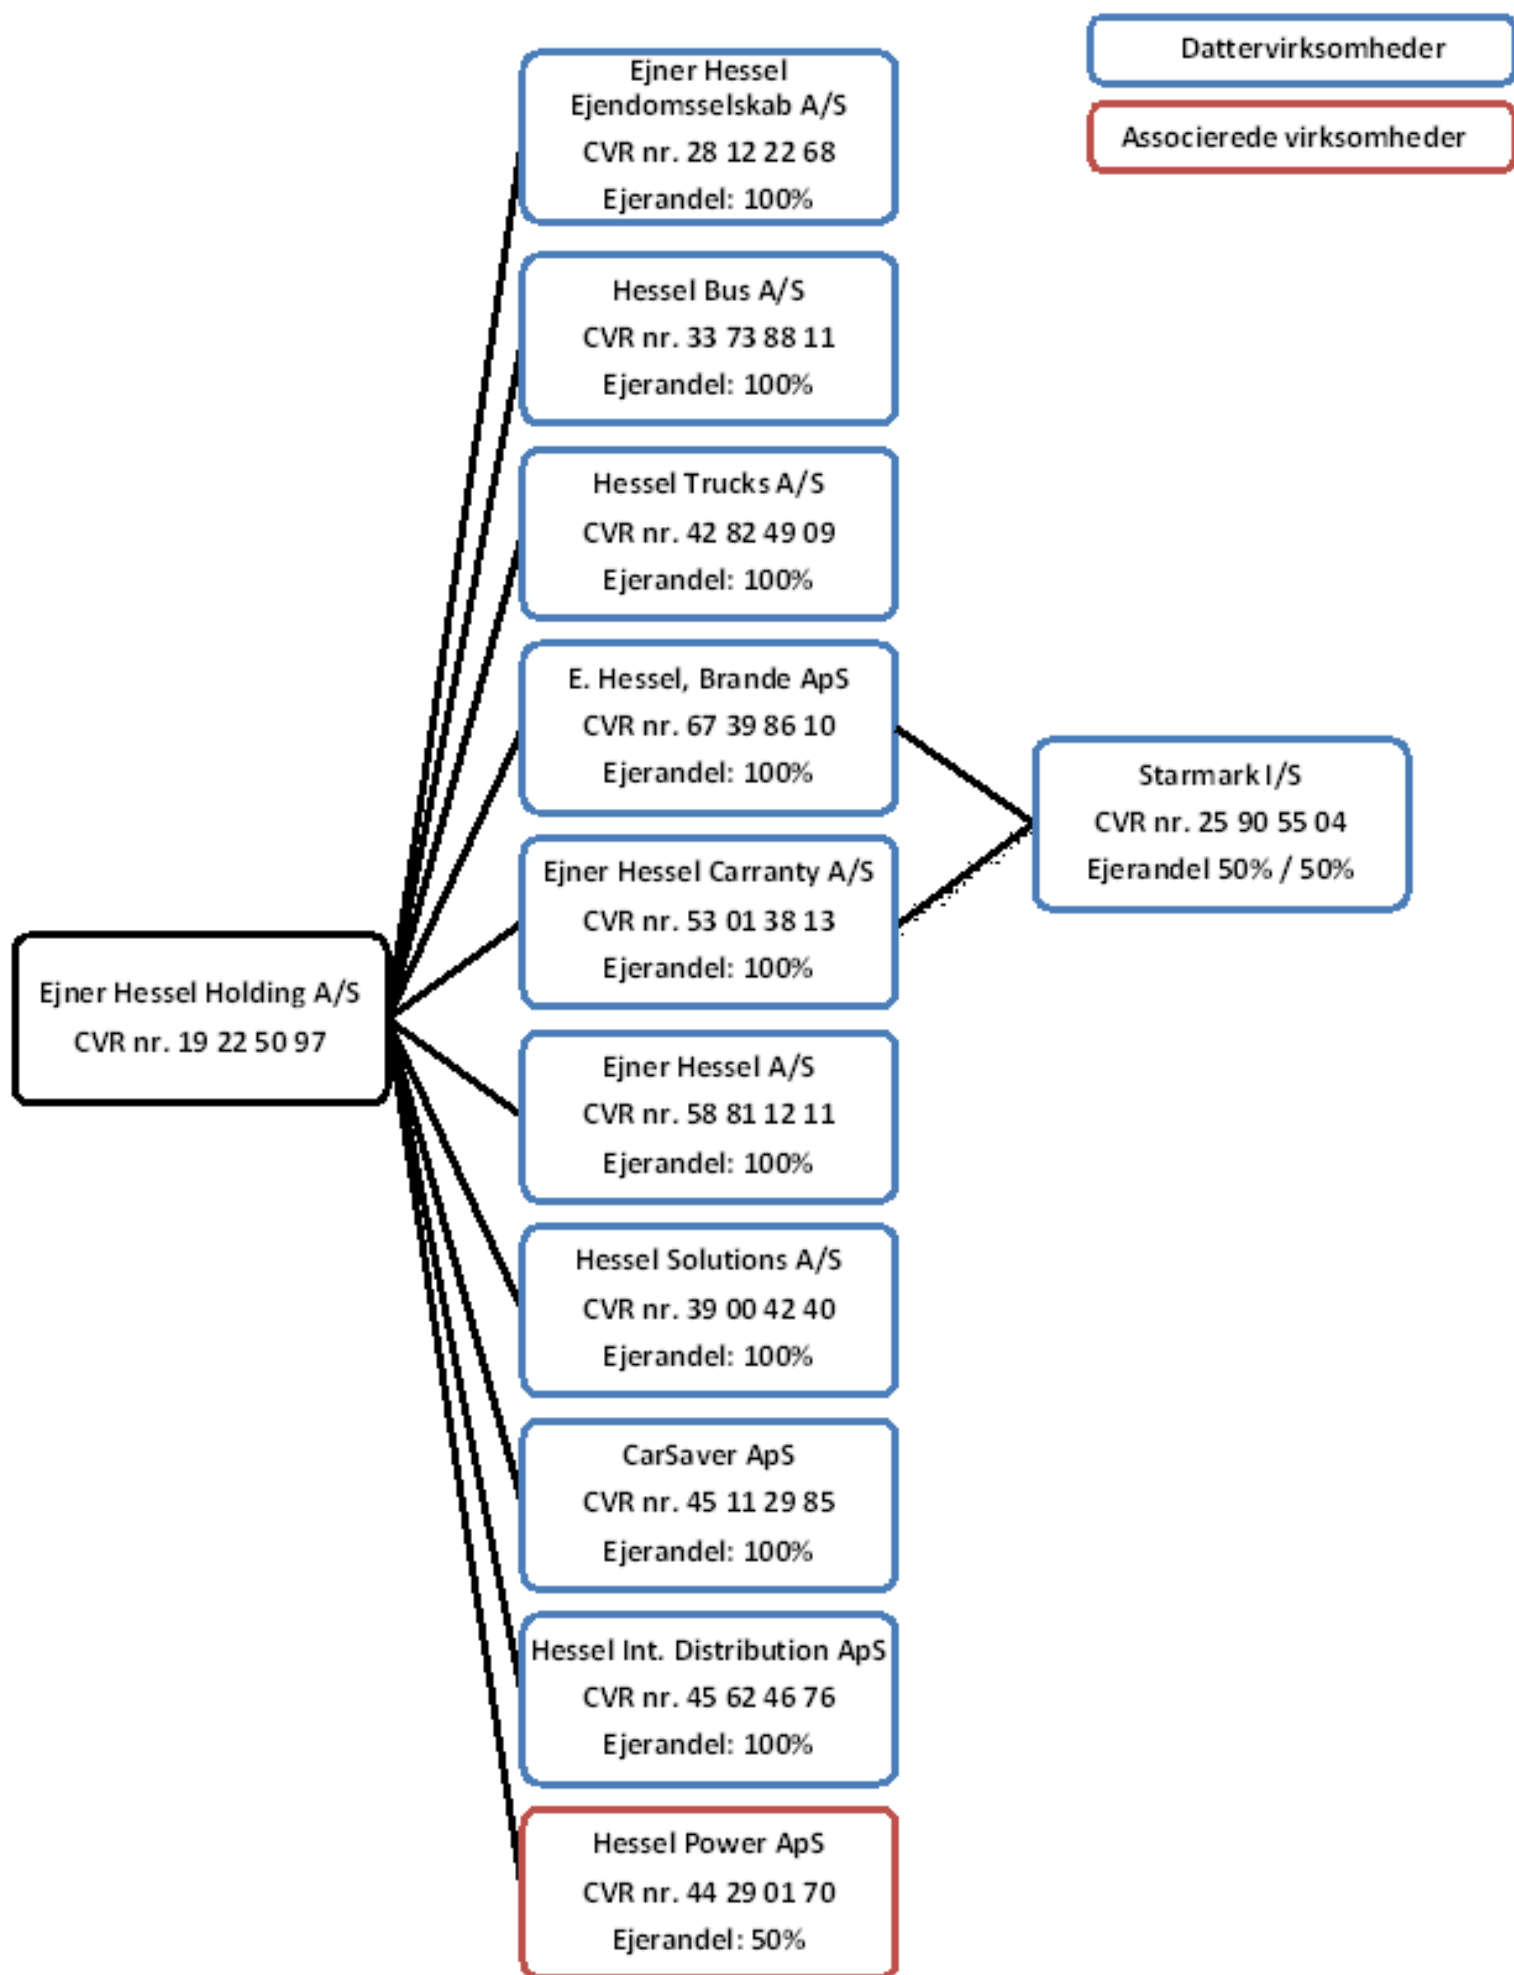 Dattervirksomheder
Associerede virksomheder
Ejner Hessel
Ejendomsselskab A/S
CVR nr. 28 12 22 68
Ejerandel: 100%
Hessel Bus A/S
CVR nr. 33 73 88 11
Ejerandel: 100%
Hessel Trucks A/S
CVR nr. 42 82 49 09
Ejerandel: 100%
E. Hessel, Brande ApS
CVR nr. 67 39 86 10
Ejerandel: 100%
Starmark I/S
CVR nr. 25 90 55 04
Ejerandel 50% / 50%
Ejner Hessel Carranty A/S
CVR nr. 53 01 38 13
Ejerandel: 100%
Ejner Hessel Holding A/S
CVR nr. 19 22 50 97
Ejner Hessel A/S
CVR nr. 58 81 12 11
Ejerandel: 100%
Hessel Solutions A/S
CVR nr. 39 00 42 40
Ejerandel: 100%
CarSaver ApS
CVR nr. 45 11 29 85
Ejerandel: 100%
Hessel Int. Distribution ApS
CVR nr. 45 62 46 76
Ejerandel: 100%
Hessel Power ApS
CVR nr. 44 29 01 70
Ejerandel: 50%